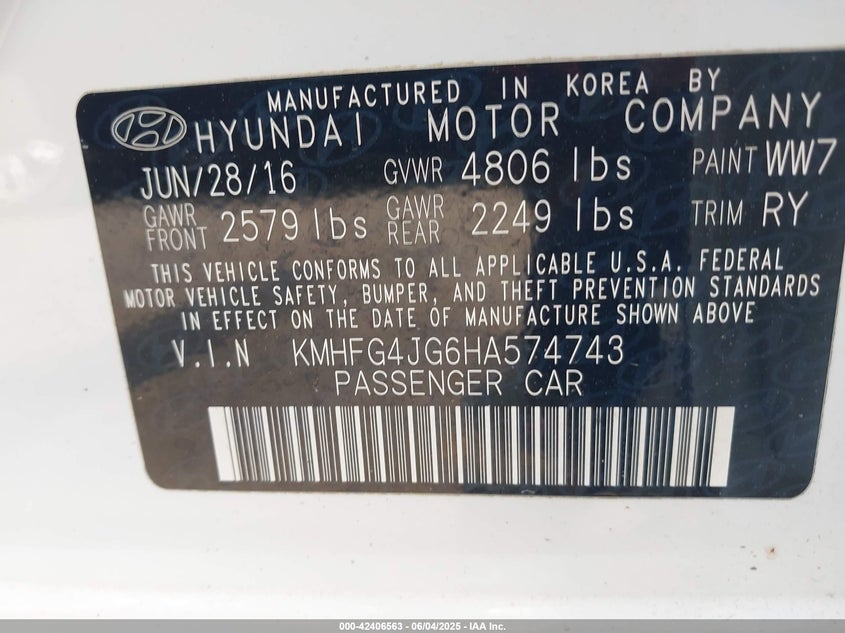 MANUFACTURED IN KOREA BY
HYUNDAI MOTOR COMPANY
JUN/28/16 GVWR 4806 lbs PAINT WW7
GAWR FRONT 2579 lbs GAWR REAR 2249 lbs TRIM RY
THIS VEHICLE CONFORMS TO ALL APPLICABLE U.S.A. FEDERAL
MOTOR VEHICLE SAFETY, BUMPER, AND THEFT PREVENTION STANDARDS
IN EFFECT ON THE DATE OF MANUFACTURE SHOWN ABOVE
V.I.N KMHFG4JG6HA574743
PASSENGER CAR
000-42406563 - 06/04/2025 - IAA Inc.